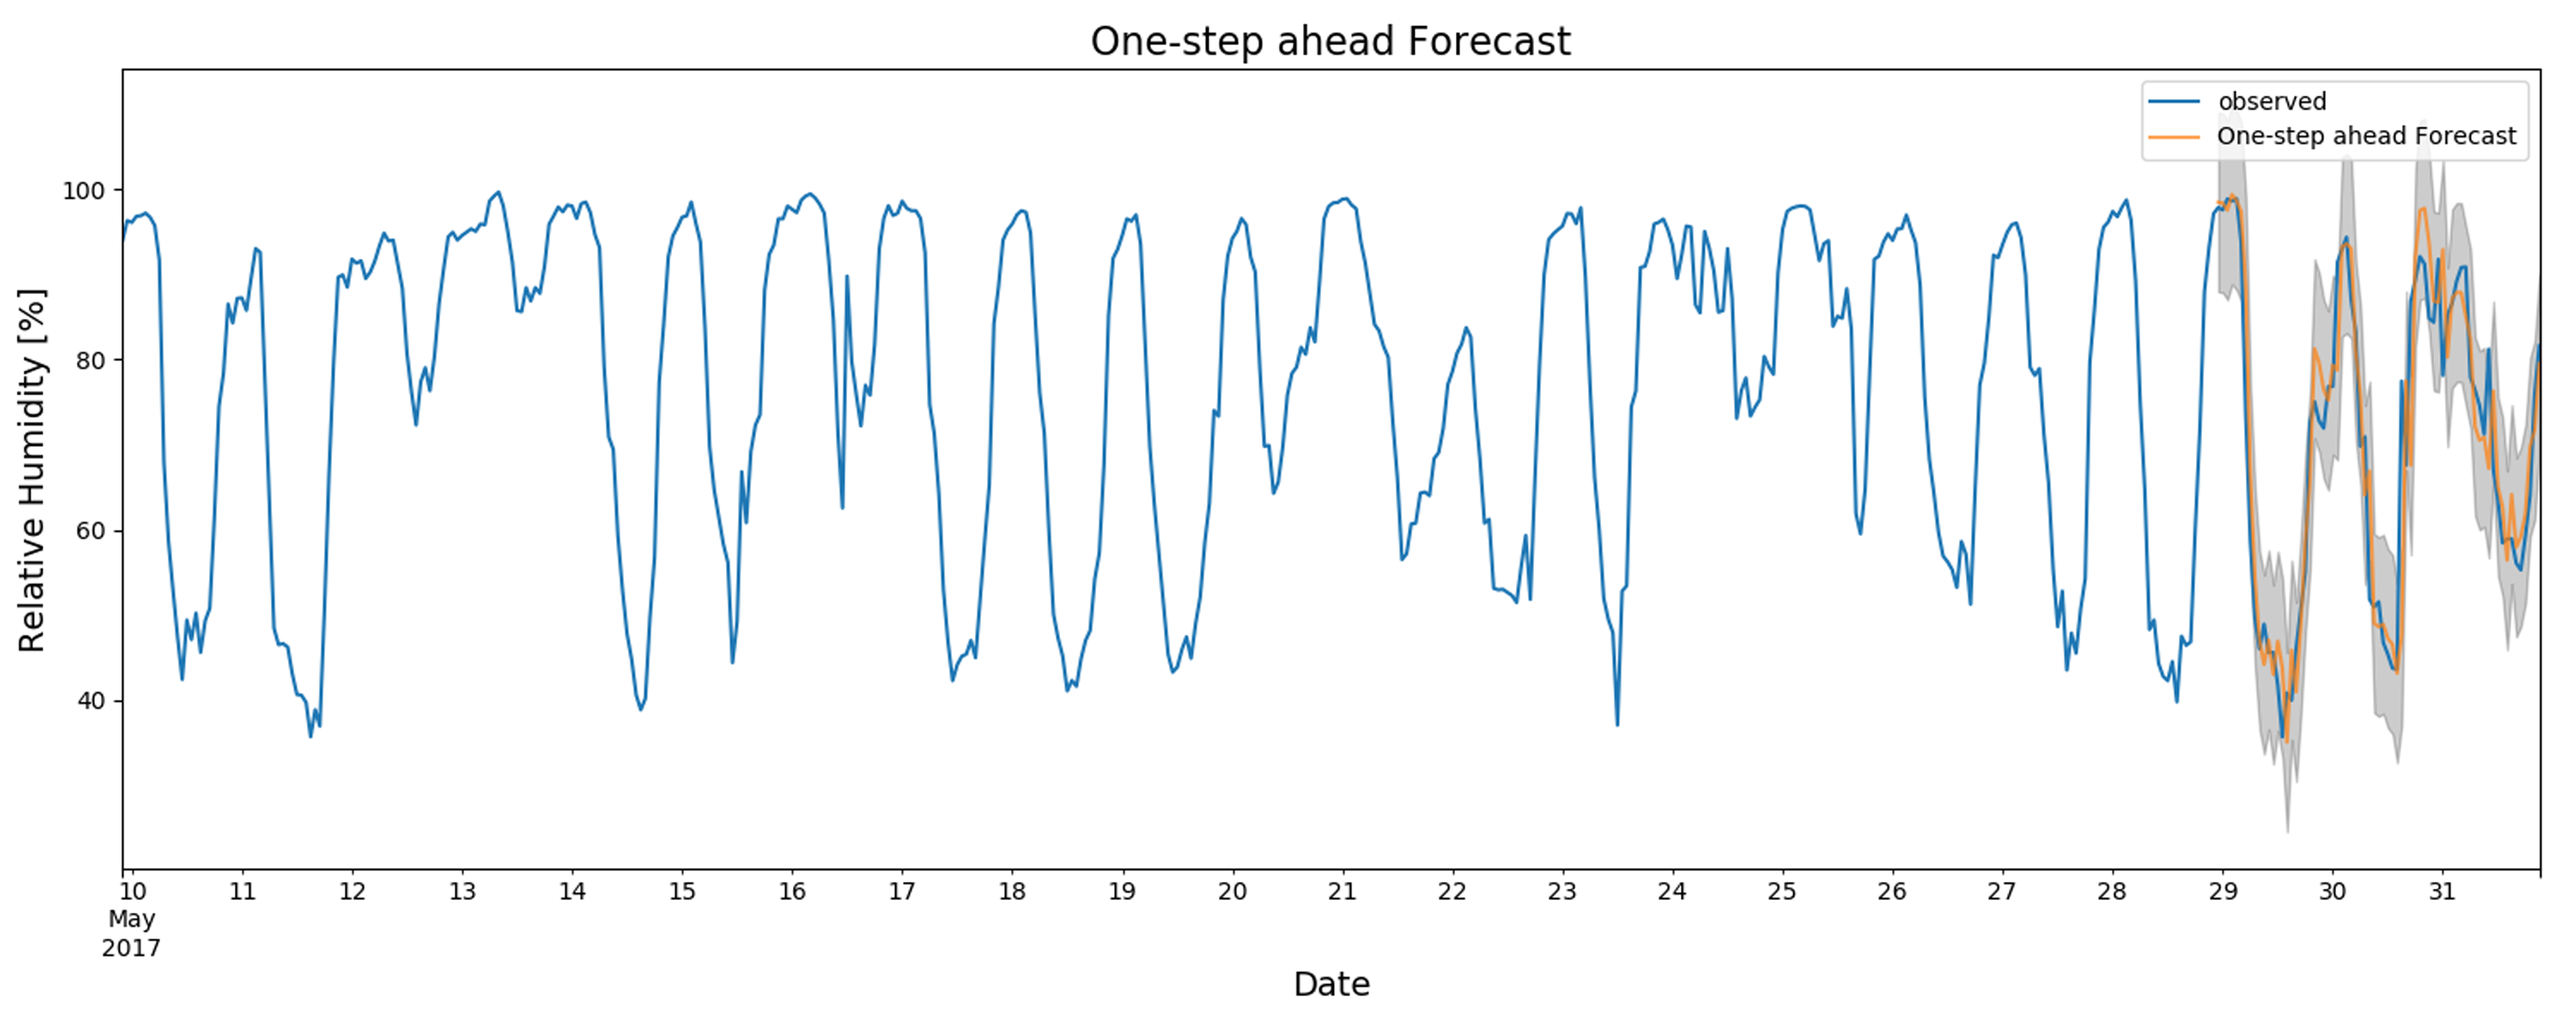 One-step ahead Forecast
observed
One-step ahead Forecast
Relative Humidity [%]
100
80
60
40
10 11 12 13 14 15 16 17 18 19 20 21 22 23 24 25 26 27 28 29 30 31
May
2017
Date